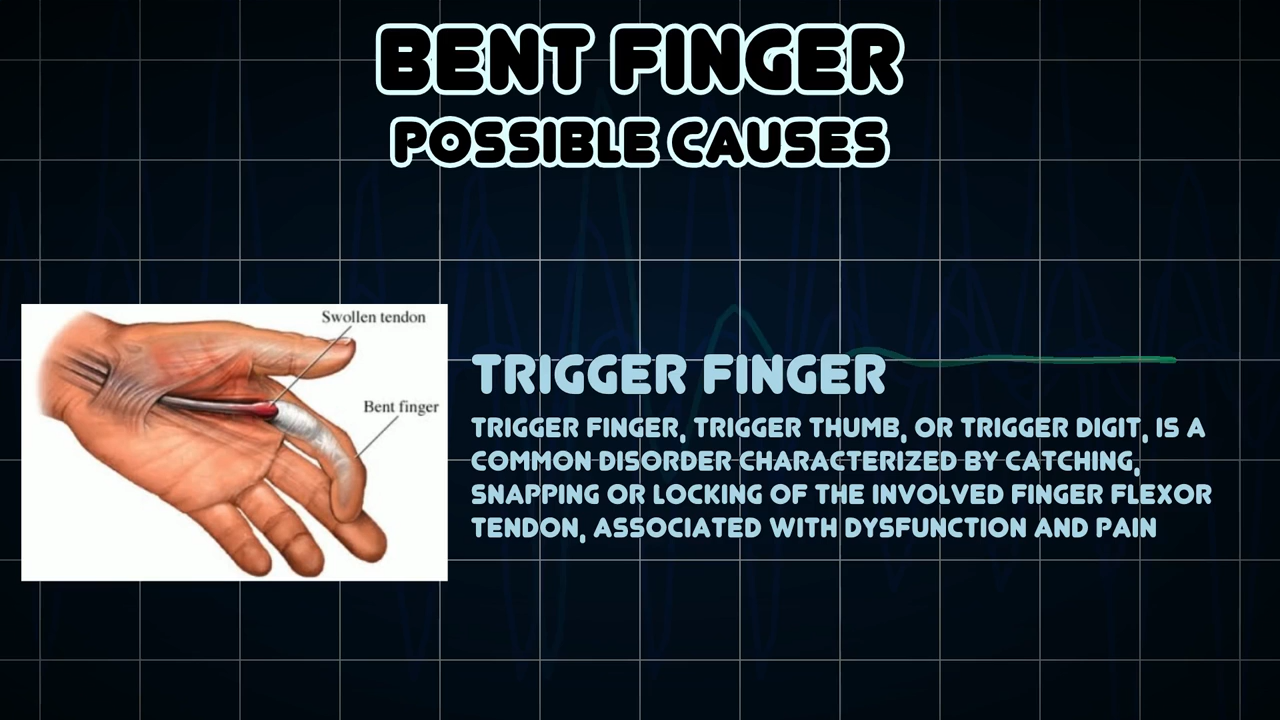 BENT FINGER
POSSIBLE CAUSES
Swollen tendon
Bent finger
TRIGGER FINGER
TRIGGER FINGER, TRIGGER THUMB, OR TRIGGER DIGIT, IS A
COMMON DISORDER CHARACTERIZED BY CATCHING,
SNAPPING OR LOCKING OF THE INVOLVED FINGER FLEXOR
TENDON, ASSOCIATED WITH DYSFUNCTION AND PAIN